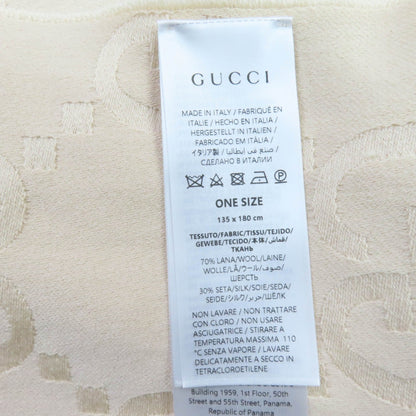 GUCCI
MADE IN ITALY / FABRIQUÉ EN
ITALIE / HECHO EN ITALIA /
HERGESTELLT IN ITALIEN /
FABRICADO EM ITÀLIA /
イタリア製 / صنع في إيطاليا /
СДЕЛАНО В ИТАЛИИ
ONE SIZE
135 x 180 cm
TESSUTO/FABRIC/TISSU/TEJIDO/
GEWEBE/TECIDO/本体/قماش/
ТКАНЬ
70% LANA/WOOL/LAINE/
WOLLE/LÃ/ウール/صوف/
ШЕРСТЬ
30% SETA/SILK/SOIE/SEDA/
SEIDE/シルク/حرير/ШЁЛК
NON LAVARE / NON TRATTARE
CON CLORO / NON USARE
ASCIUGATRICE / STIRARE A
TEMPERATURA MASSIMA 110
°C SENZA VAPORE / LAVARE
DELICATAMENTE A SECCO IN
TETRACLOROETILENE
Building 1959, 1st Floor, 50th
Street and 55th Street, Panama,
Republic of Panama